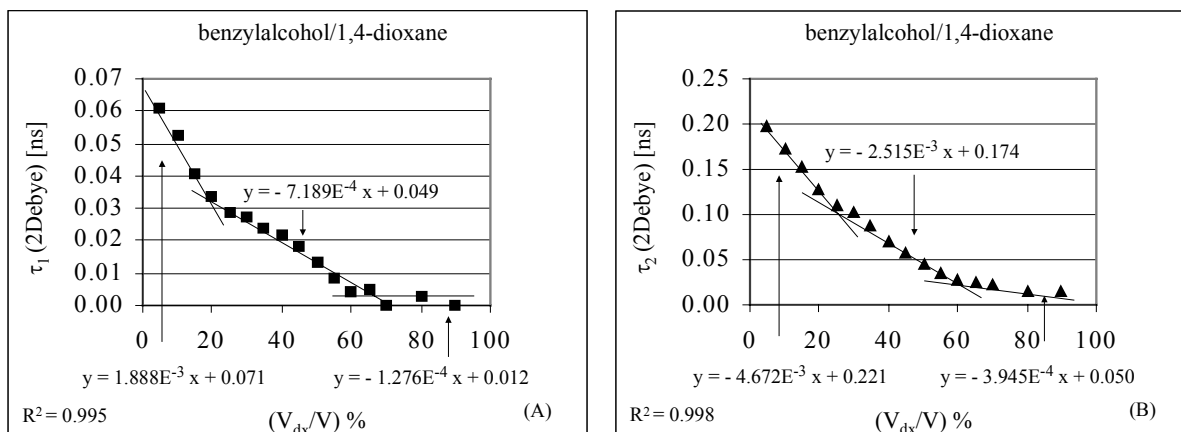 benzylalcohol/1,4-dioxane
τ1 (2Debye) [ns]
0.07
0.06
0.05
0.04
0.03
0.02
0.01
0.00
y = - 7.189E-4 x + 0.049
0 20 40 60 80 100
y = 1.888E-3 x + 0.071
y = - 1.276E-4 x + 0.012
R2 = 0.995
(Vdx/V) %
(A)
benzylalcohol/1,4-dioxane
τ2 (2Debye) [ns]
0.25
0.20
0.15
0.10
0.05
0.00
y = - 2.515E-3 x + 0.174
0 20 40 60 80 100
y = - 4.672E-3 x + 0.221
y = - 3.945E-4 x + 0.050
R2 = 0.998
(Vdx/V) %
(B)